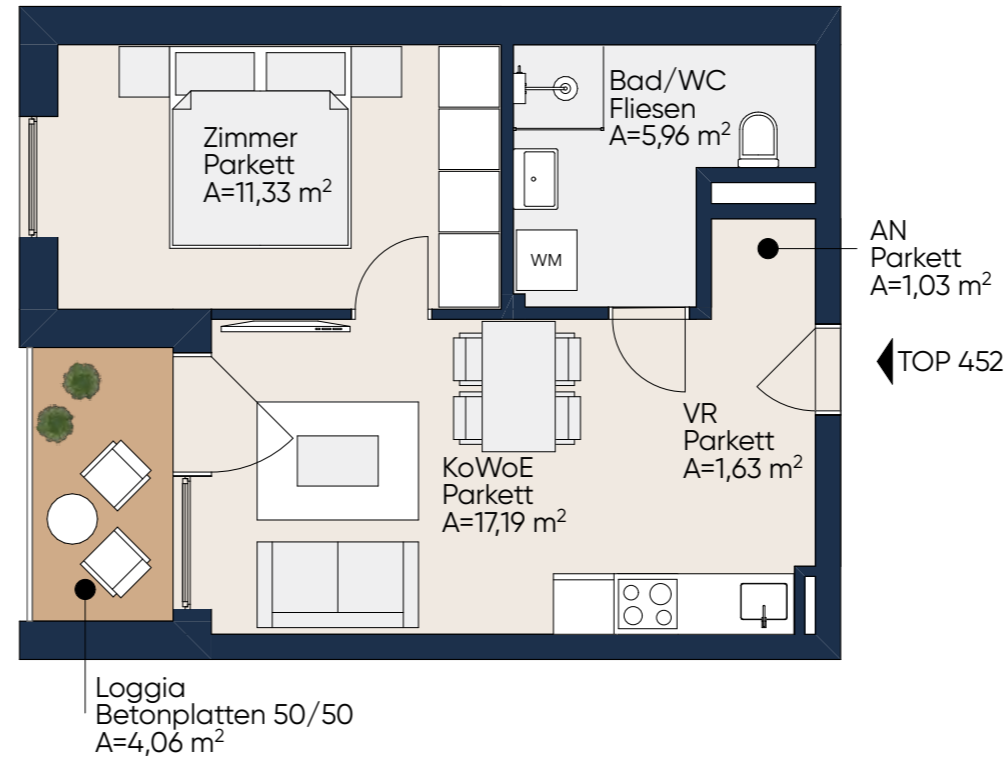 Zimmer
Parkett
A=11,33 m²
Bad/WC
Fliesen
A=5,96 m²
WM
AN
Parkett
A=1,03 m²
TOP 452
VR
Parkett
A=1,63 m²
KoWoE
Parkett
A=17,19 m²
Loggia
Betonplatten 50/50
A=4,06 m²